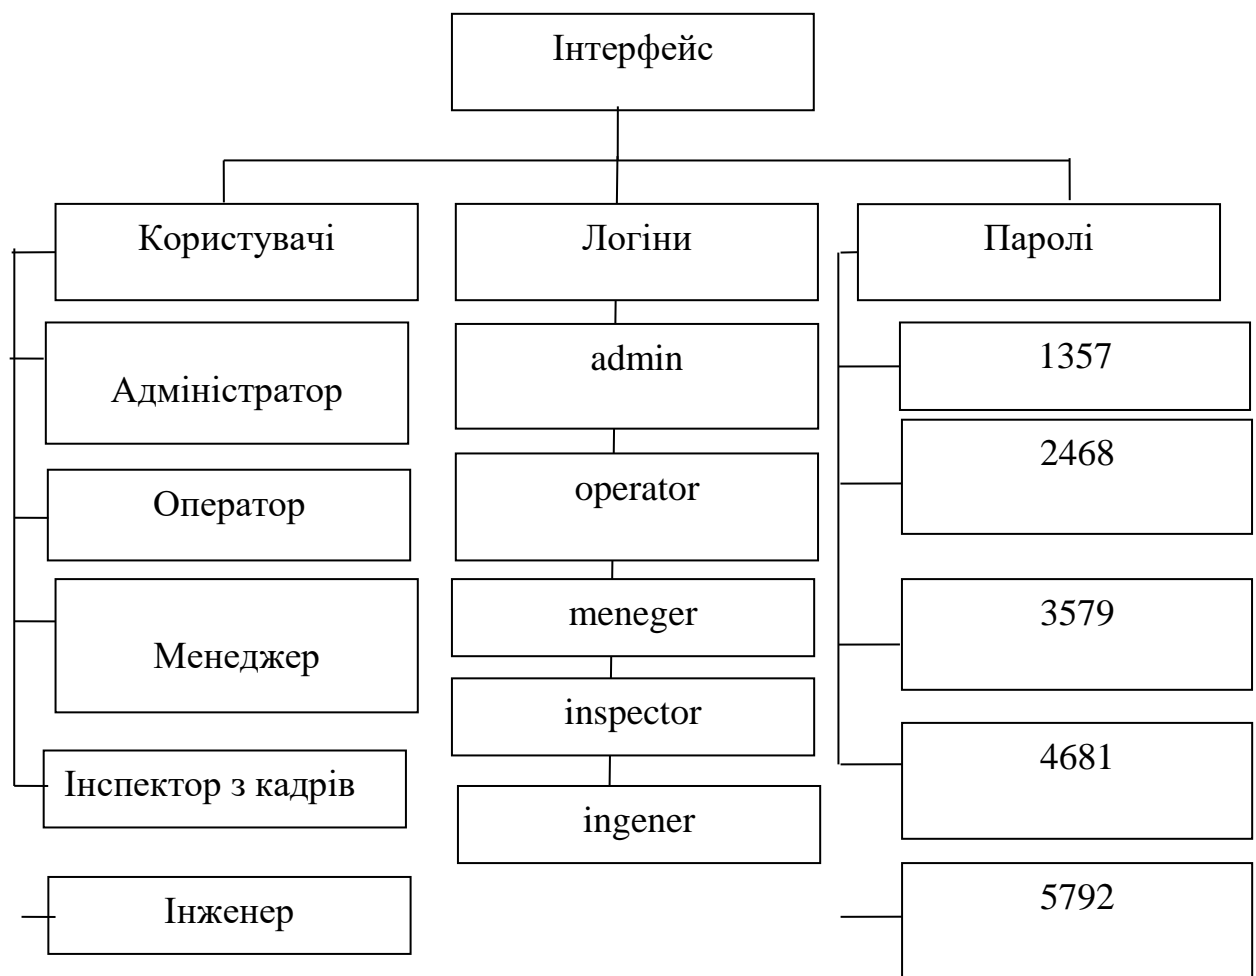 Інтерфейс
Користувачі
Логіни
Паролі
Адміністратор
admin
1357
Оператор
operator
2468
Менеджер
meneger
3579
Інспектор з кадрів
inspector
4681
Інженер
ingener
5792